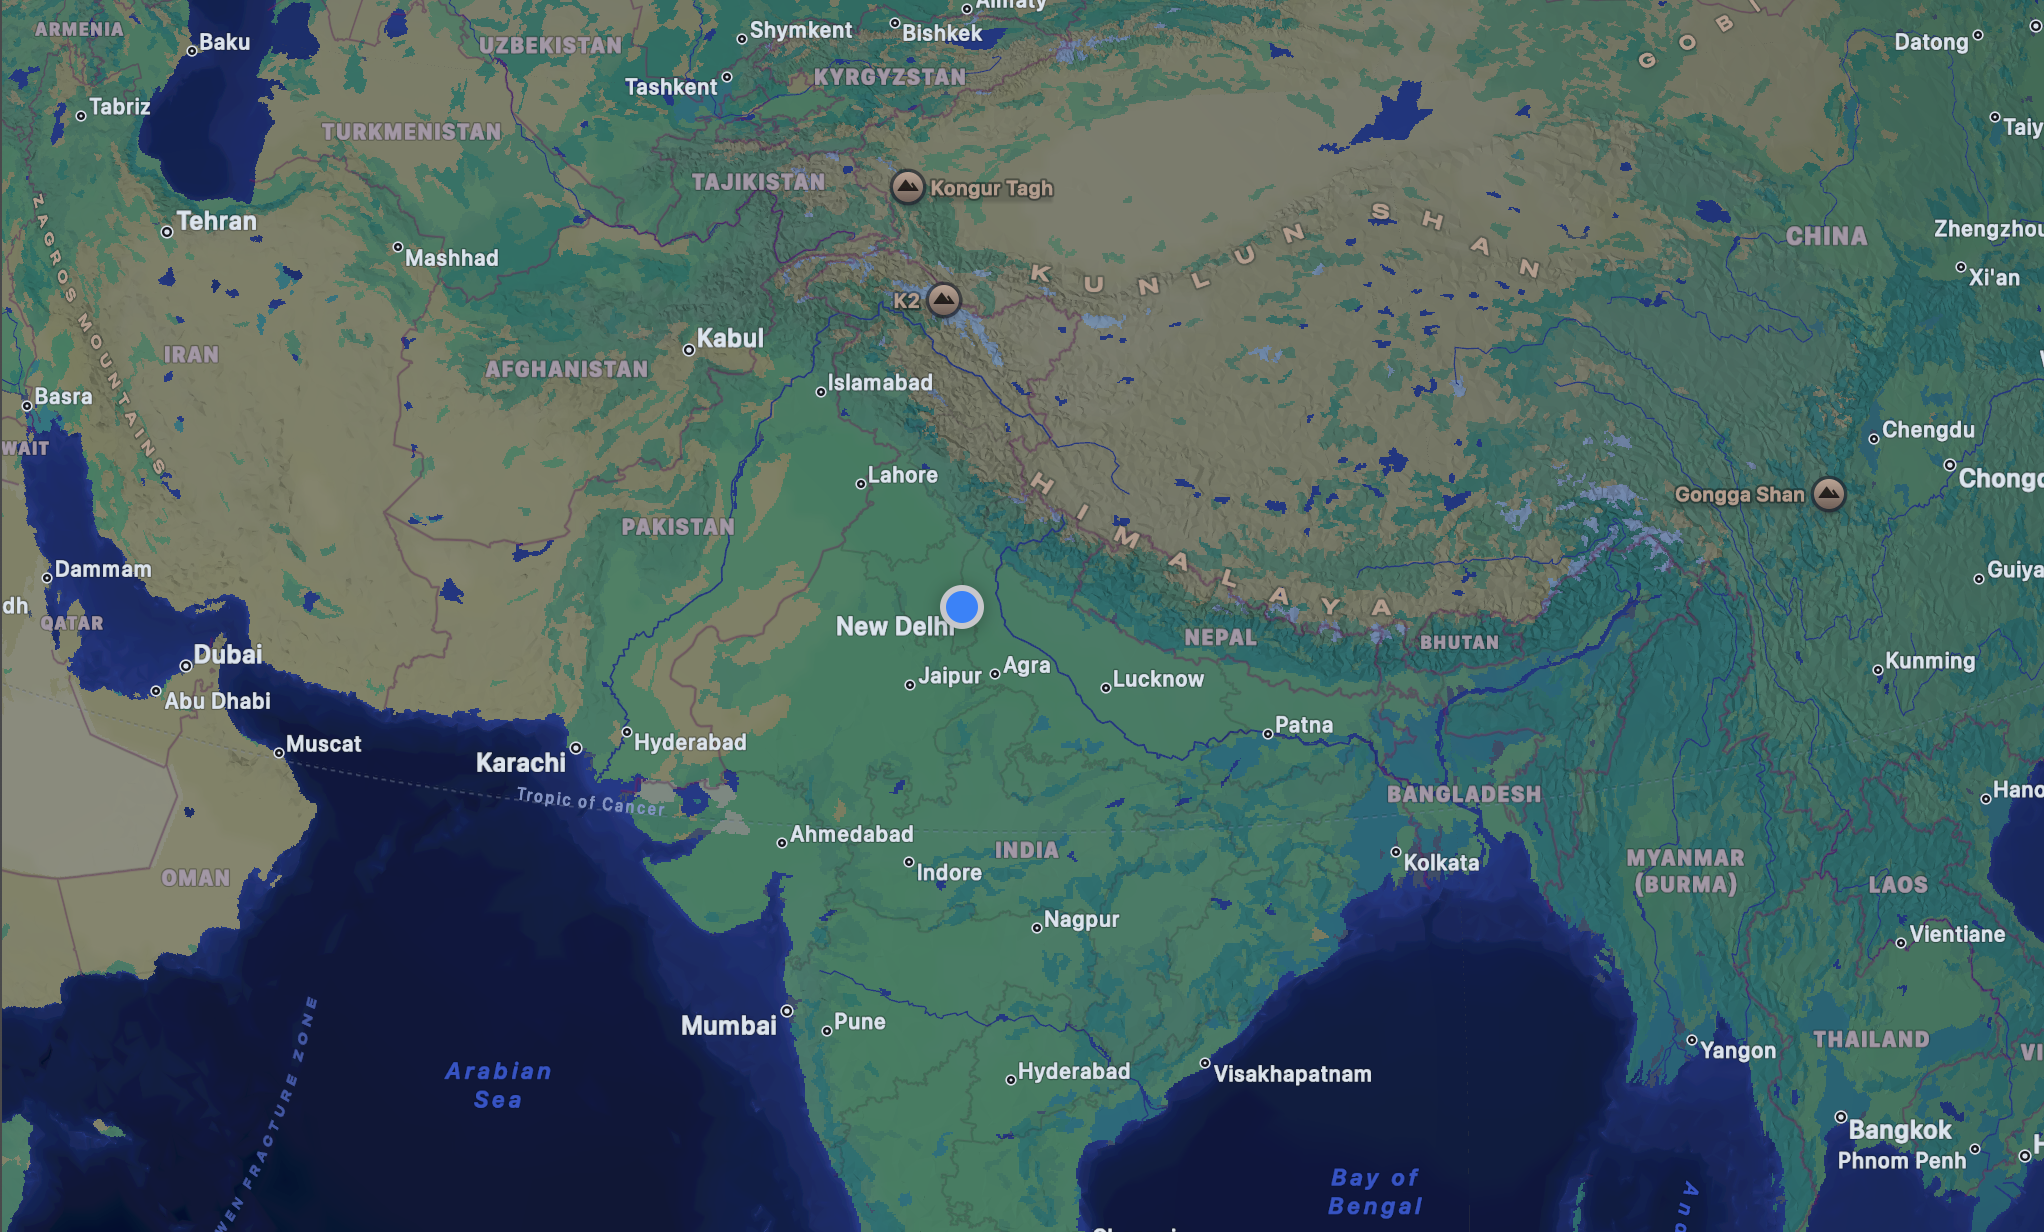 Almaty
ARMENIA
Baku
UZBEKISTAN
Shymkent
Bishkek
GOBI
Datong
Tashkent
KYRGYZSTAN
Tabriz
TURKMENISTAN
Taiy
TAJIKISTAN
Kongur Tagh
KUNLUN SHAN
Tehran
CHINA
Zhengzhou
Mashhad
Xi'an
ZAGROS MOUNTAINS
K2
Kabul
IRAN
AFGHANISTAN
Islamabad
Basra
Chengdu
WAIT
Lahore
HIMALAYA
Gongga Shan
Chongq
PAKISTAN
Dammam
Guiya
dh
QATAR
New Delhi
NEPAL
BHUTAN
Dubai
Jaipur
Agra
Lucknow
Kunming
Abu Dhabi
Patna
Muscat
Hyderabad
Karachi
Tropic of Cancer
BANGLADESH
Hano
Ahmedabad
INDIA
Kolkata
Indore
MYANMAR
(BURMA)
LAOS
OMAN
Nagpur
Vientiane
Mumbai
Pune
THAILAND
Yangon
VI
Arabian
Sea
Hyderabad
Visakhapatnam
WEN FRACTURE ZONE
Bangkok
H
Phnom Penh
Bay of
Bengal
And